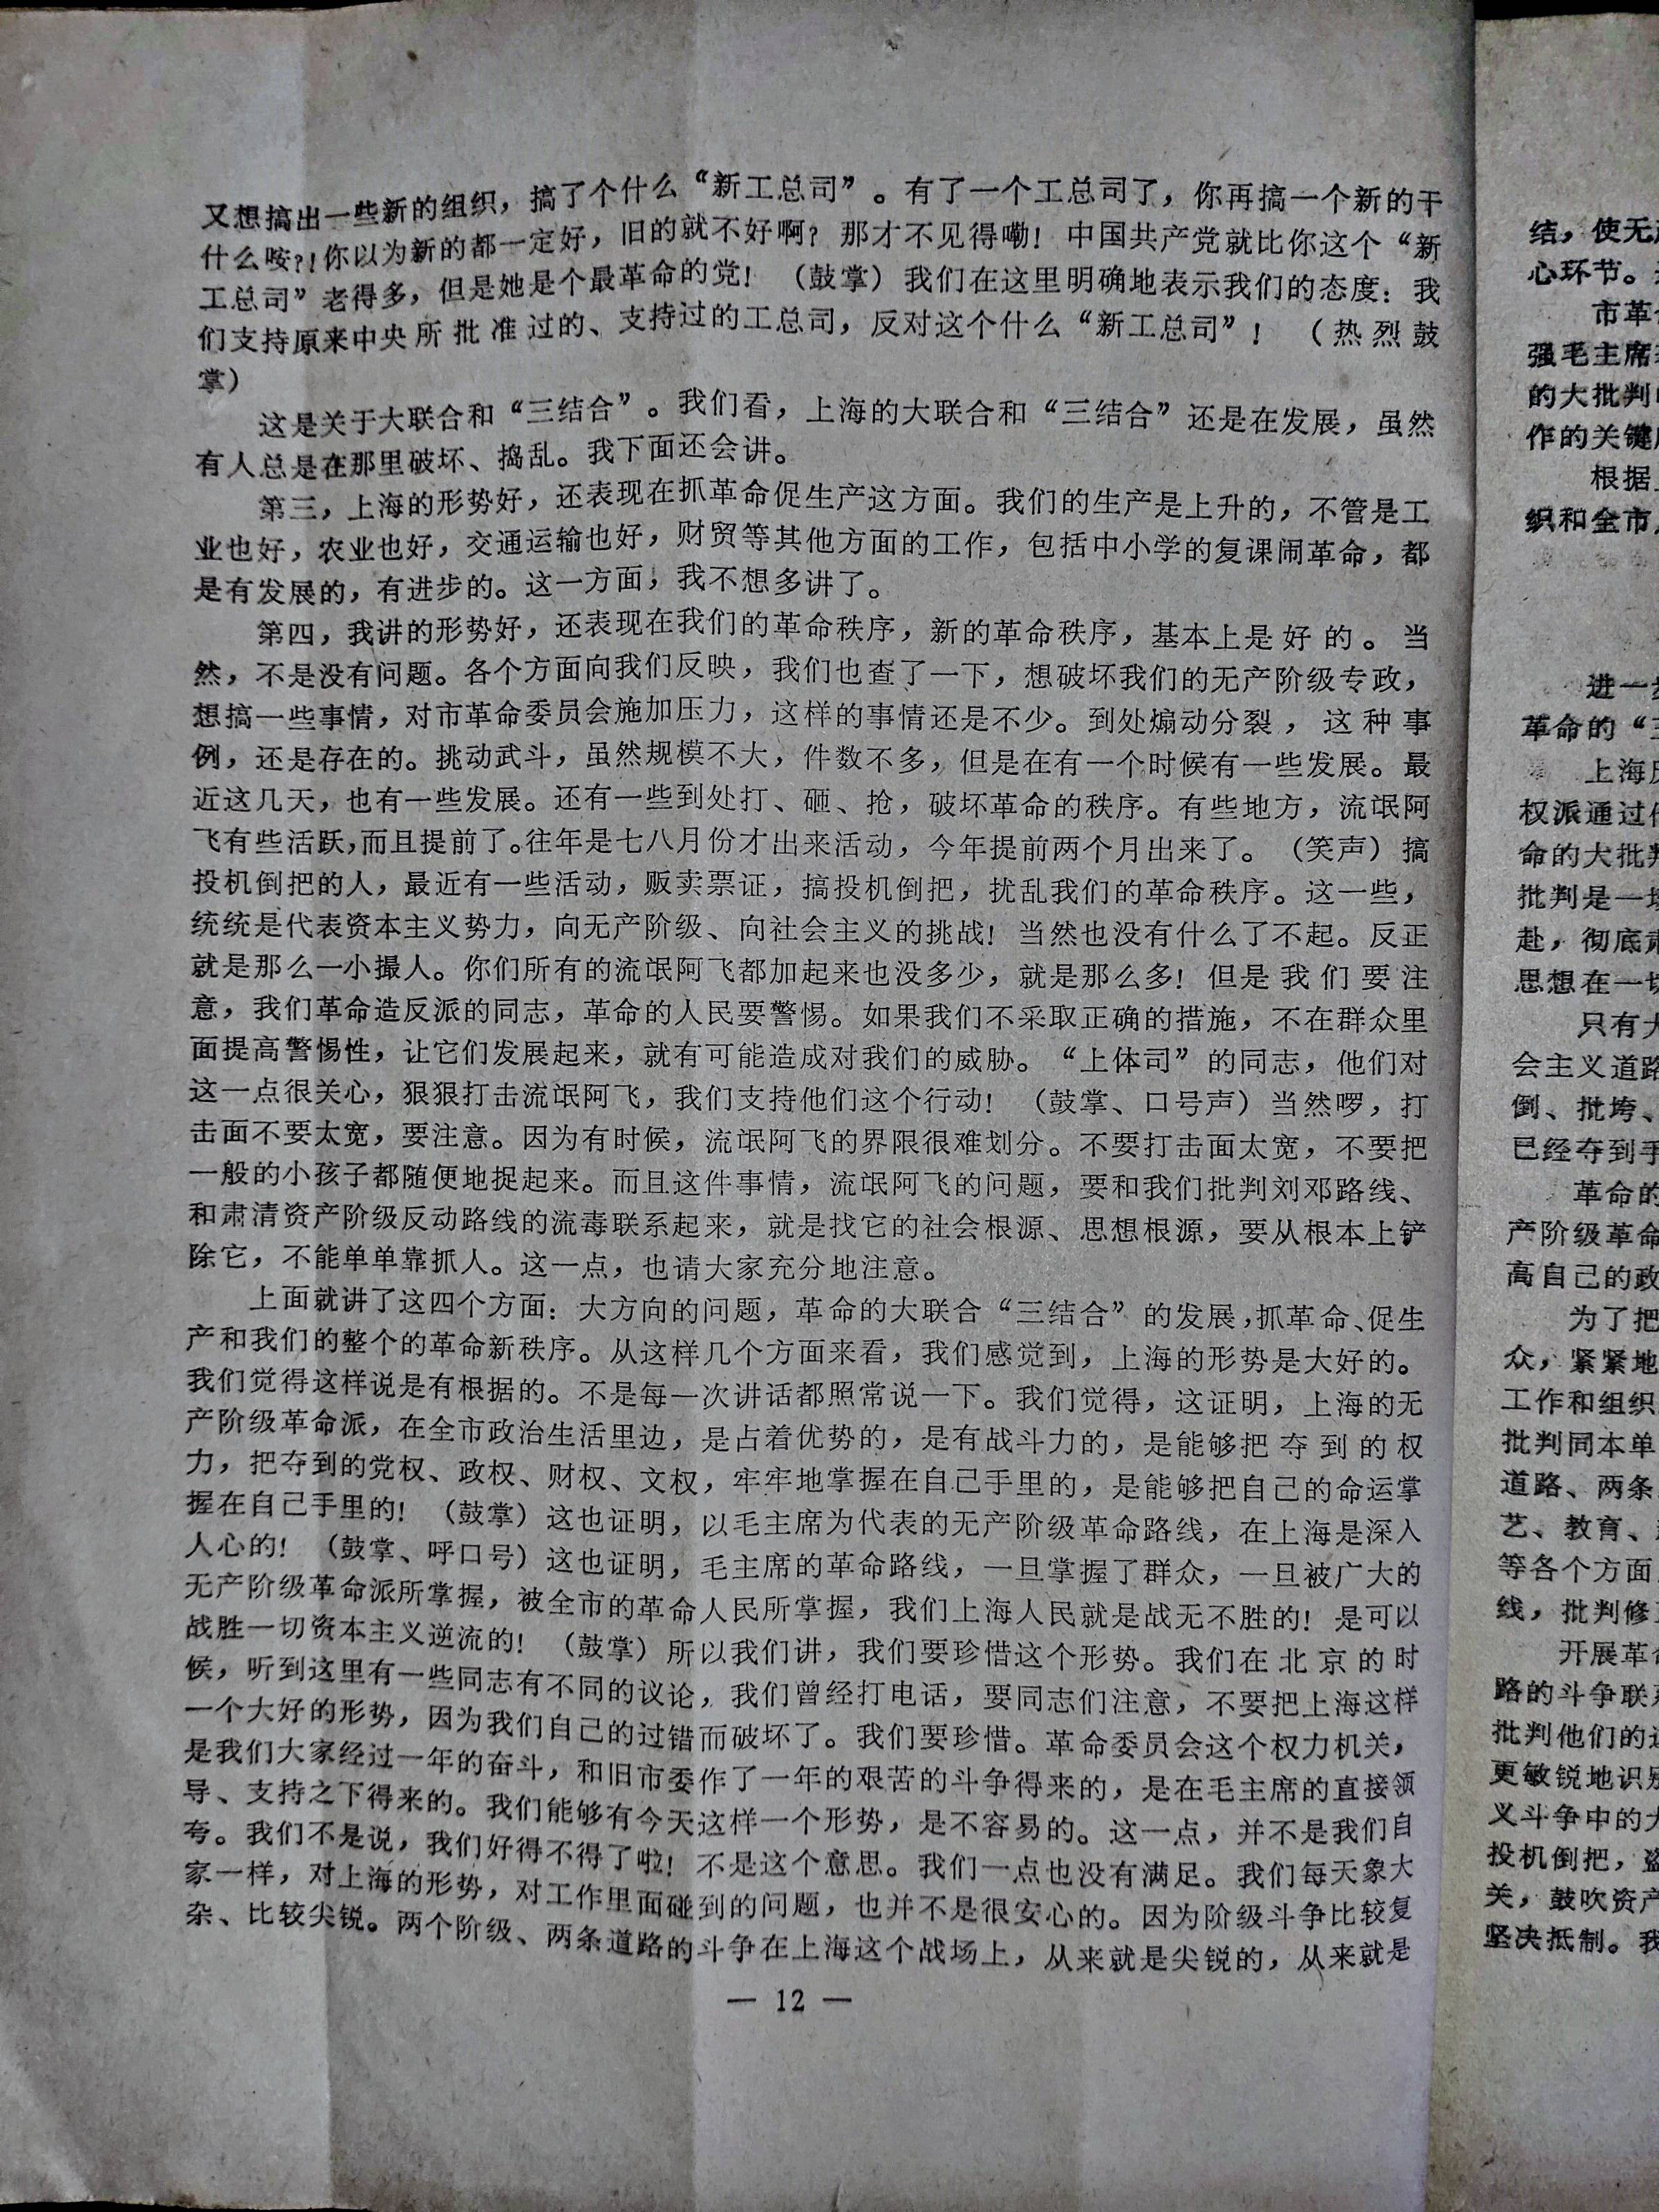 又想搞出一些新的组织，搞了个什么“新工总司”。有了一个工总司了，你再搞一个新的干
什么咹?!你以为新的都一定好，旧的就不好啊？那才不见得嘞！中国共产党就比你这个“新
工总司”老得多，但是她是个最革命的党！（鼓掌）我们在这里明确地表示我们的态度：我
们支持原来中央所批准过的、支持过的工总司，反对这个什么“新工总司”！（热烈鼓
掌）
这是关于大联合和“三结合”。我们看，上海的大联合和“三结合”还是在发展，虽然
有人总是在那里破坏、捣乱。我下面还会讲。
第三，上海的形势好，还表现在抓革命促生产这方面。我们的生产是上升的，不管是工
业也好，农业也好，交通运输也好，财贸等其他方面的工作，包括中小学的复课闹革命，都
是有发展的，有进步的。这一方面，我不想多讲了。
第四，我讲的形势好，还表现在我们的革命秩序，新的革命秩序，基本上是好的。当
然，不是没有问题。各个方面向我们反映，我们也查了一下，想破坏我们的无产阶级专政，
想搞一些事情，对市革命委员会施加压力，这样的事情还是不少。到处煽动分裂，这种事
例，还是存在的。挑动武斗，虽然规模不大，件数不多，但是在有一个时候有一些发展。最
近这几天，也有一些发展。还有一些到处打、砸、抢，破坏革命的秩序。有些地方，流氓阿
飞有些活跃，而且提前了。往年是七八月份才出来活动，今年提前两个月出来了。（笑声）搞
投机倒把的人，最近有一些活动，贩卖票证，搞投机倒把，扰乱我们的革命秩序。这一些，
统统是代表资本主义势力，向无产阶级、向社会主义的挑战！当然也没有什么了不起。反正
就是那么一小撮人。你们所有的流氓阿飞都加起来也没多少，就是那么多！但是我们要注
意，我们革命造反派的同志，革命的人民要警惕。如果我们不采取正确的措施，不在群众里
面提高警惕性，让它们发展起来，就有可能造成对我们的威胁。“上体司”的同志，他们对
这一点很关心，狠狠打击流氓阿飞，我们支持他们这个行动！（鼓掌、口号声）当然啰，打
击面不要太宽，要注意。因为有时候，流氓阿飞的界限很难划分。不要打击面太宽，不要把
一般的小孩子都随便地捉起来。而且这件事情，流氓阿飞的问题，要和我们批判刘邓路线、
和肃清资产阶级反动路线的流毒联系起来，就是找它的社会根源、思想根源，要从根本上铲
除它，不能单单靠抓人。这一点，也请大家充分地注意。
上面就讲了这四个方面：大方向的问题，革命的大联合“三结合”的发展，抓革命、促生
产和我们的整个的革命新秩序。从这样几个方面来看，我们感觉到，上海的形势是大好的。
我们觉得这样说是有根据的。不是每一次讲话都照常说一下。我们觉得，这证明，上海的无
产阶级革命派，在全市政治生活里边，是占着优势的，是有战斗力的，是能够把夺到的权
力，把夺到的党权、政权、财权、文权，牢牢地掌握在自己手里的，是能够把自己的命运掌
握在自己手里的！（鼓掌）这也证明，以毛主席为代表的无产阶级革命路线，在上海是深入
人心的！（鼓掌、呼口号）这也证明，毛主席的革命路线，一旦掌握了群众，一旦被广大的
无产阶级革命派所掌握，被全市的革命人民所掌握，我们上海人民就是战无不胜的！是可以
战胜一切资本主义逆流的！（鼓掌）所以我们讲，我们要珍惜这个形势。我们在北京的时
候，听到这里有一些同志有不同的议论，我们曾经打电话，要同志们注意，不要把上海这样
一个大好的形势，因为我们自己的过错而破坏了。我们要珍惜。革命委员会这个权力机关，
是我们大家经过一年的奋斗，和旧市委作了一年的艰苦的斗争得来的，是在毛主席的直接领
导、支持之下得来的。我们能够有今天这样一个形势，是不容易的。这一点，并不是我们自
夸。我们不是说，我们好得不得了啦！不是这个意思。我们一点也没有满足。我们每天象大
家一样，对上海的形势，对工作里面碰到的问题，也并不是很安心的。因为阶级斗争比较复
杂、比较尖锐。两个阶级、两条道路的斗争在上海这个战场上，从来就是尖锐的，从来就是
— 12 —
结，使无
心环节。
市革
强毛主席
的大批判
作的关键
根据
织和全市
进一
革命的“
上海
权派通过
命的大批
批判是一
赴，彻底
思想在一
只有大
会主义道路
倒、批垮、
已经夺到手
革命的
产阶级革命
高自己的政
为了把
众，紧紧地
工作和组织
批判同本单
道路、两条
艺、教育、
等各个方面
线，批判修
开展革
路的斗争联
批判他们的
更敏锐地识
义斗争中的
投机倒把，
关，鼓吹资产
坚决抵制。我